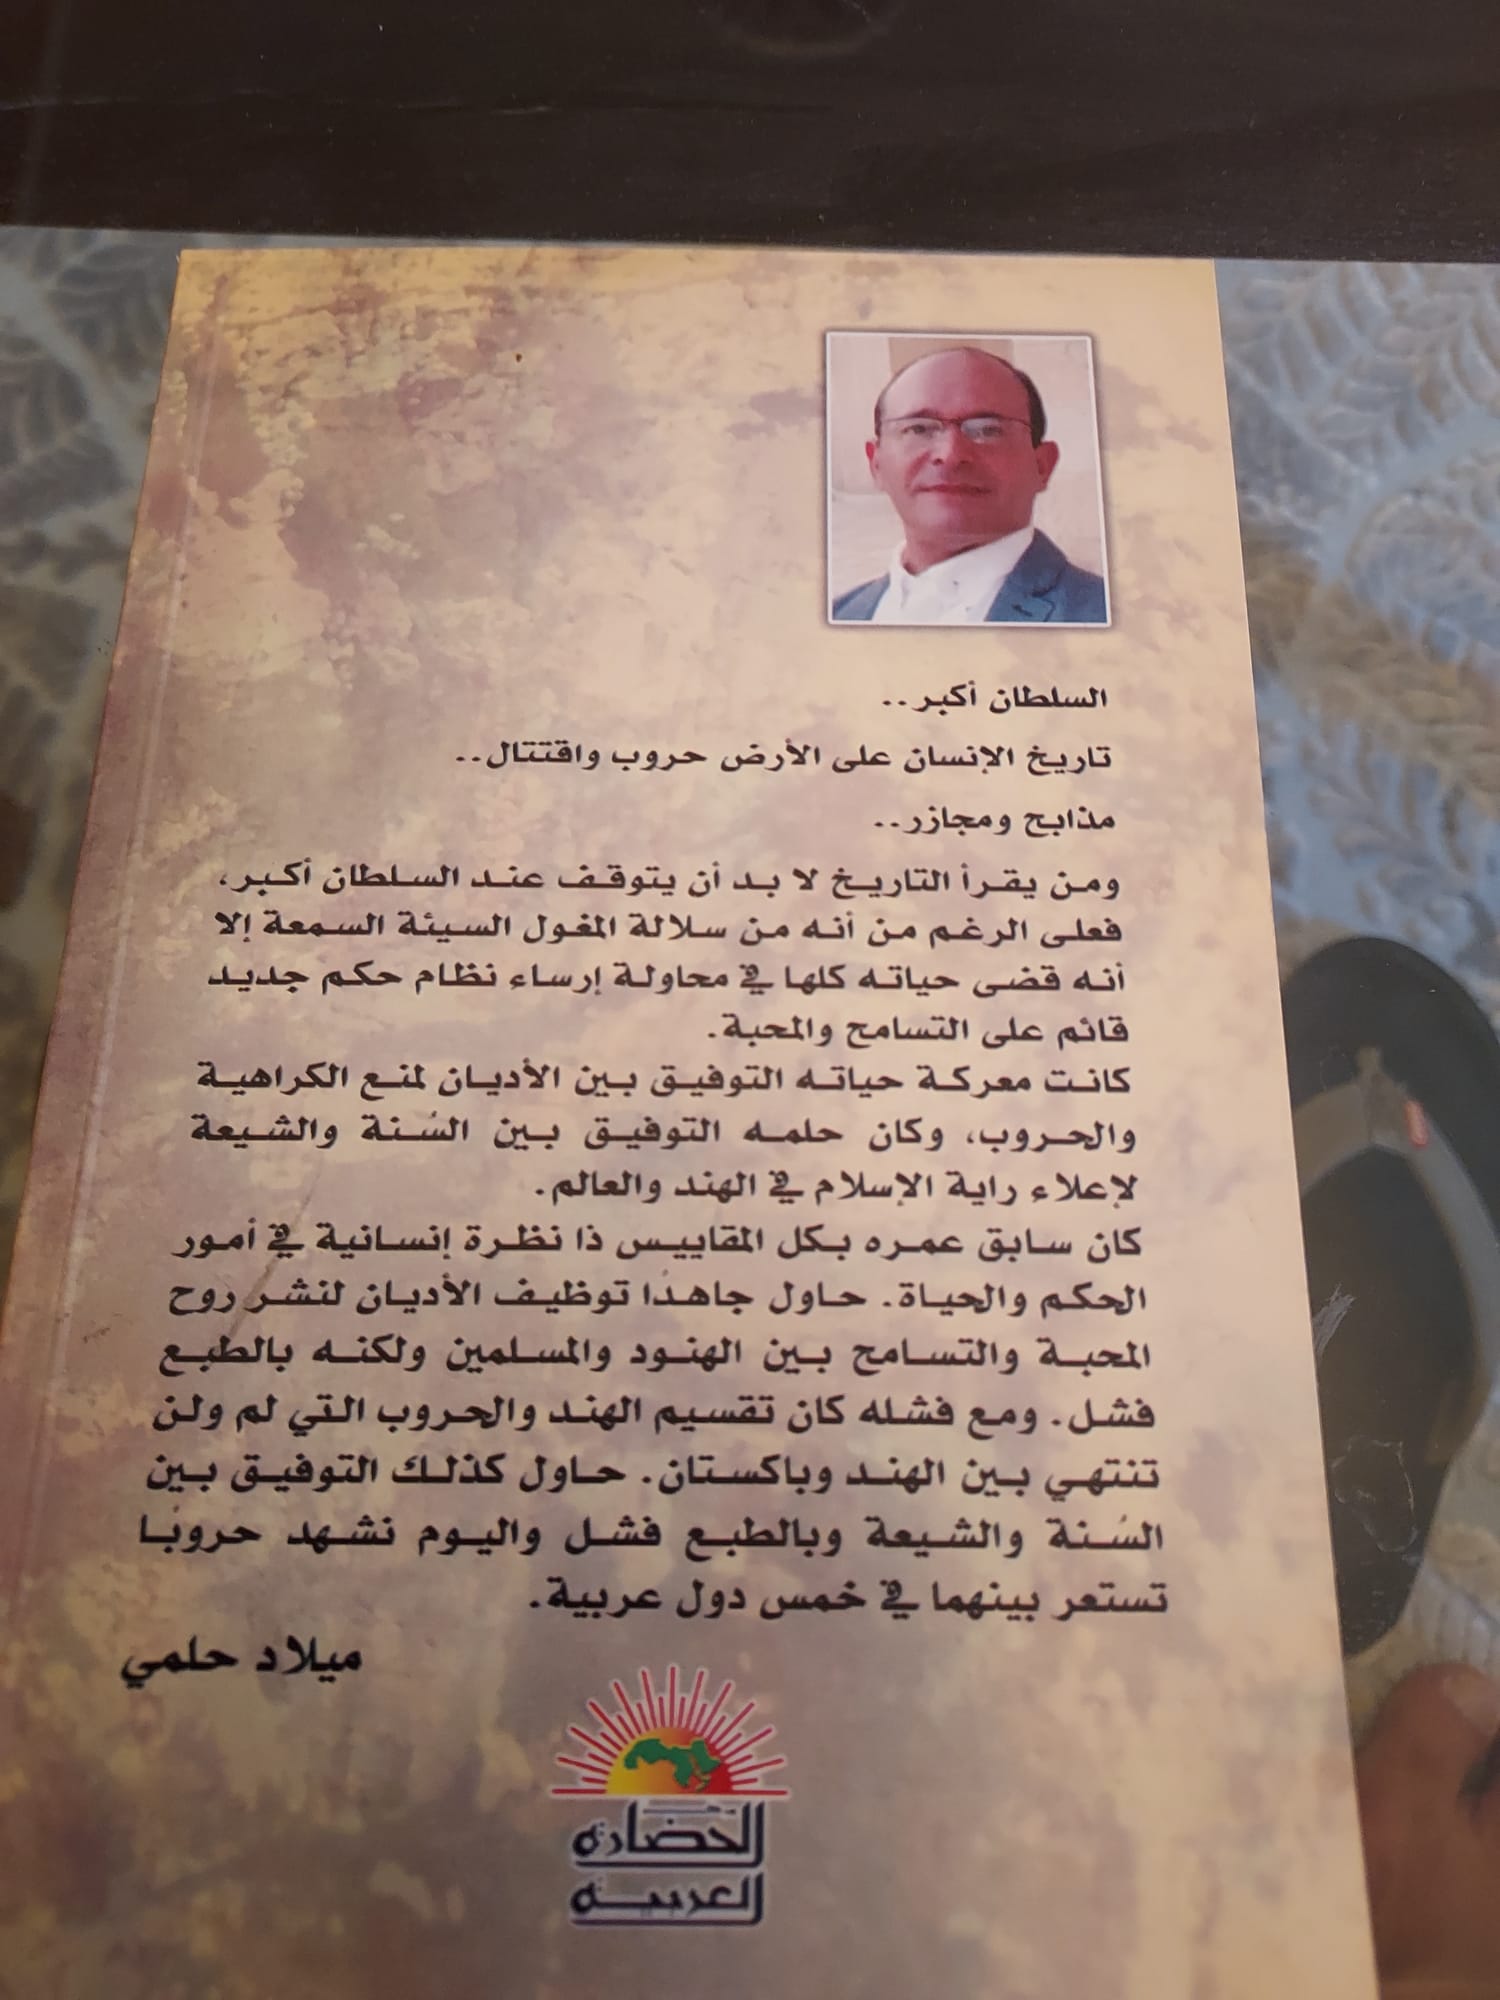 السلطان أكبر..
تاريخ الإنسان على الأرض حروب واقتتال..
مذابح ومجازر..
ومن يقرأ التاريخ لا بد أن يتوقف عند السلطان أكبر،
فعلى الرغم من أنه من سلالة المغول السيئة السمعة إلا
أنه قضى حياته كلها في محاولة إرساء نظام حكم جديد
قائم على التسامح والمحبة.
كانت معركة حياته التوفيق بين الأديان لمنع الكراهية
والحروب، وكان حلمه التوفيق بين السُنة والشيعة
لإعلاء راية الإسلام في الهند والعالم.
كان سابق عمره بكل المقاييس ذا نظرة إنسانية في أمور
الحكم والحياة. حاول جاهدًا توظيف الأديان لنشر روح
المحبة والتسامح بين الهنود والمسلمين ولكنه بالطبع
فشل. ومع فشله كان تقسيم الهند والحروب التي لم ولن
تنتهي بين الهند وباكستان. حاول كذلك التوفيق بين
السُنة والشيعة وبالطبع فشل واليوم نشهد حروبًا
تستعر بينهما في خمس دول عربية.
ميلاد حلمي
الحضارة
العربية